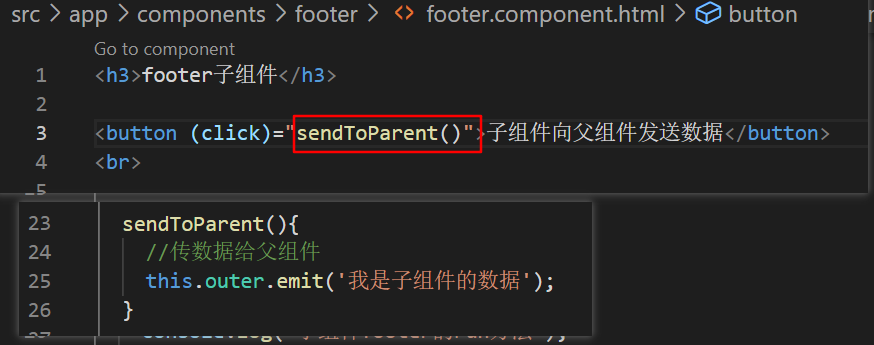 src > app > components > footer > <> footer.component.html > button
Go to component
1 <h3>footer子组件</h3>
2
3 <button (click)="sendToParent()">子组件向父组件发送数据</button>
4 <br>
23 sendToParent(){
24 //传数据给父组件
25 this.outer.emit('我是子组件的数据');
26 }